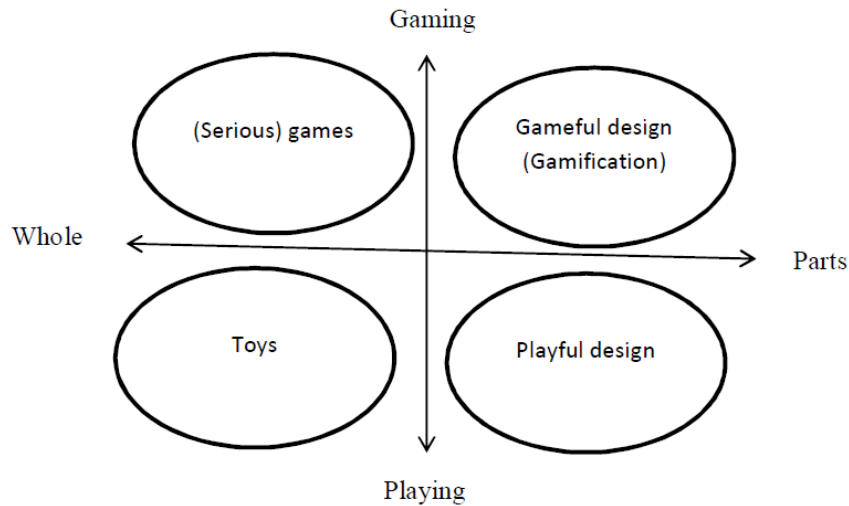 Gaming
(Serious) games
Gameful design
(Gamification)
Whole
Parts
Toys
Playful design
Playing